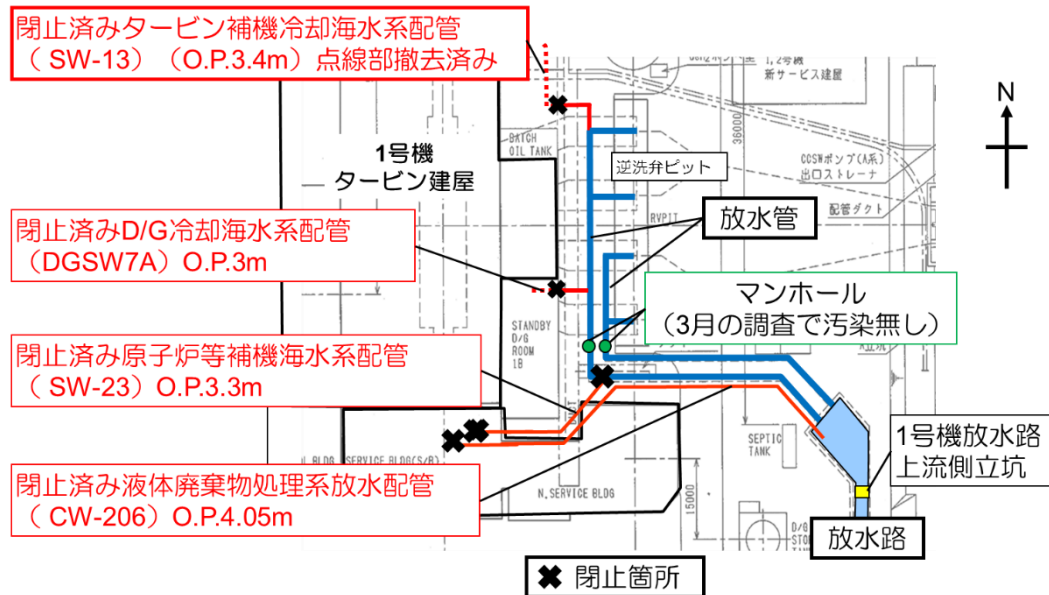 閉止済みタービン補機冷却海水系配管
（ SW-13）（O.P.3.4m）点線部撤去済み
1,2号機
新サービス建屋
N
BATCH
OIL TANK
36000
1号機
タービン建屋
逆洗弁ピット
CCSWポンプ(A系)
出口ストレーナ
配管ダクト
RVPIT
放水管
閉止済みD/G冷却海水系配管
（DGSW7A）O.P.3m
マンホール
（3月の調査で汚染無し）
STANDBY
D/G
ROOM
1B
閉止済み原子炉等補機海水系配管
（ SW-23）O.P.3.3m
SEPTIC
TANK
1号機放水路
上流側立坑
SERVICE BLDG(S/B)
閉止済み液体廃棄物処理系放水配管
（ CW-206）O.P.4.05m
N.SERVICE BLDG
15000
D/G
放水路
✖ 閉止箇所